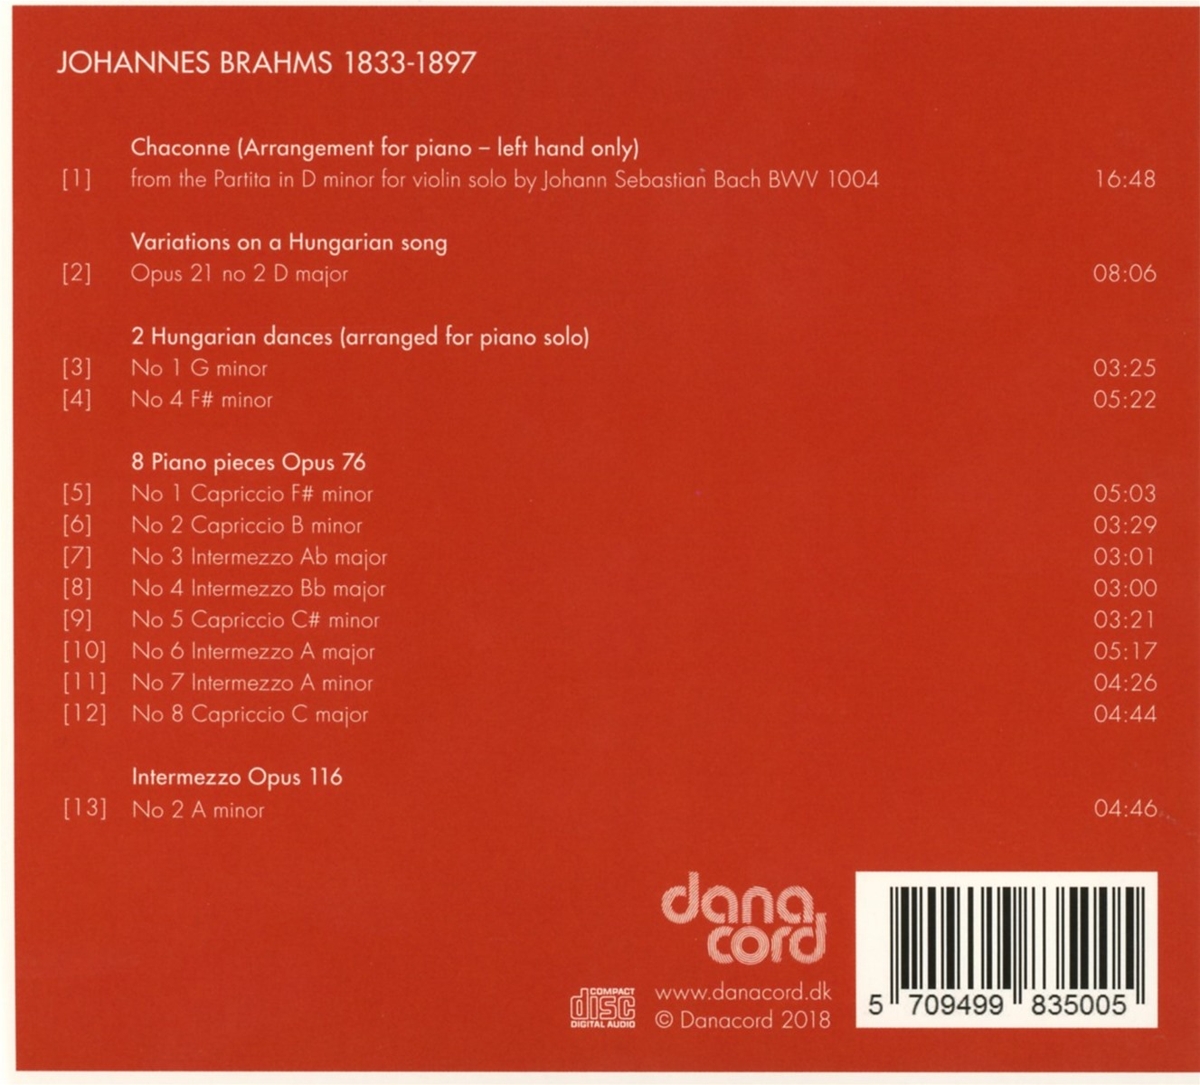 JOHANNES BRAHMS 1833-1897
Chaconne (Arrangement for piano – left hand only)
[1] from the Partita in D minor for violin solo by Johann Sebastian Bach BWV 1004 16:48
Variations on a Hungarian song
[2] Opus 21 no 2 D major 08:06
2 Hungarian dances (arranged for piano solo)
[3] No 1 G minor 03:25
[4] No 4 F# minor 05:22
8 Piano pieces Opus 76
[5] No 1 Capriccio F# minor 05:03
[6] No 2 Capriccio B minor 03:29
[7] No 3 Intermezzo Ab major 03:01
[8] No 4 Intermezzo Bb major 03:00
[9] No 5 Capriccio C# minor 03:21
[10] No 6 Intermezzo A major 05:17
[11] No 7 Intermezzo A minor 04:26
[12] No 8 Capriccio C major 04:44
Intermezzo Opus 116
[13] No 2 A minor 04:46
dana
cord
COMPACT
disc
DIGITAL AUDIO
www.danacord.dk
© Danacord 2018
5 709499 835005